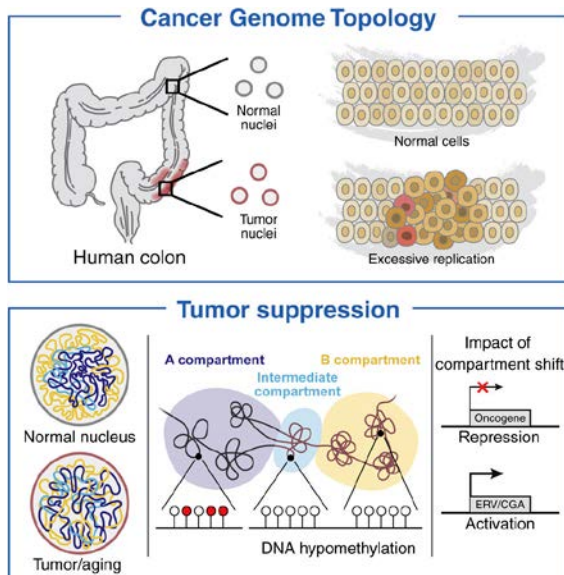 Cancer Genome Topology
Normal
nuclei
Normal cells
Tumor
nuclei
Human colon
Excessive replication
Tumor suppression
A compartment
B compartment
Intermediate
compartment
Normal nucleus
Tumor/aging
DNA hypomethylation
Impact of
compartment shift
Oncogene
Repression
ERV/CGA
Activation